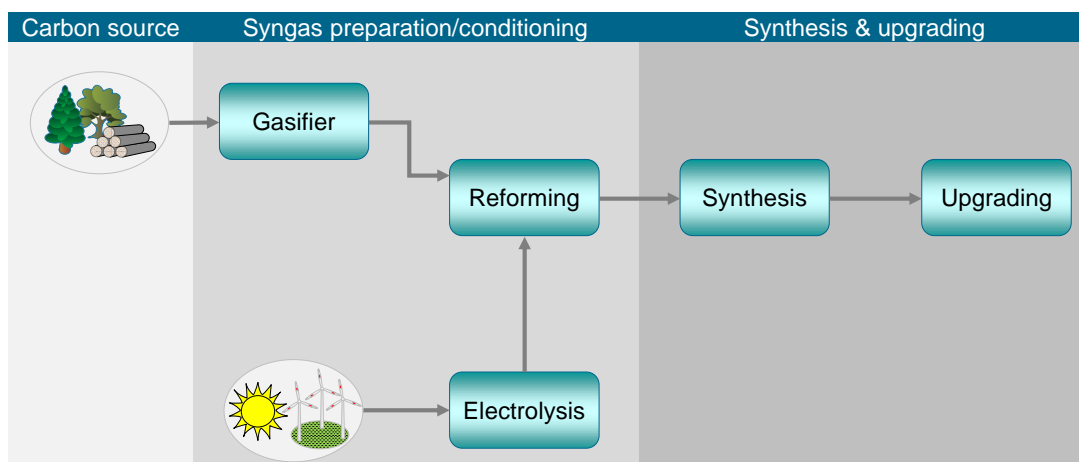 Carbon source
Syngas preparation/conditioning
Synthesis & upgrading
Gasifier
Reforming
Synthesis
Upgrading
Electrolysis